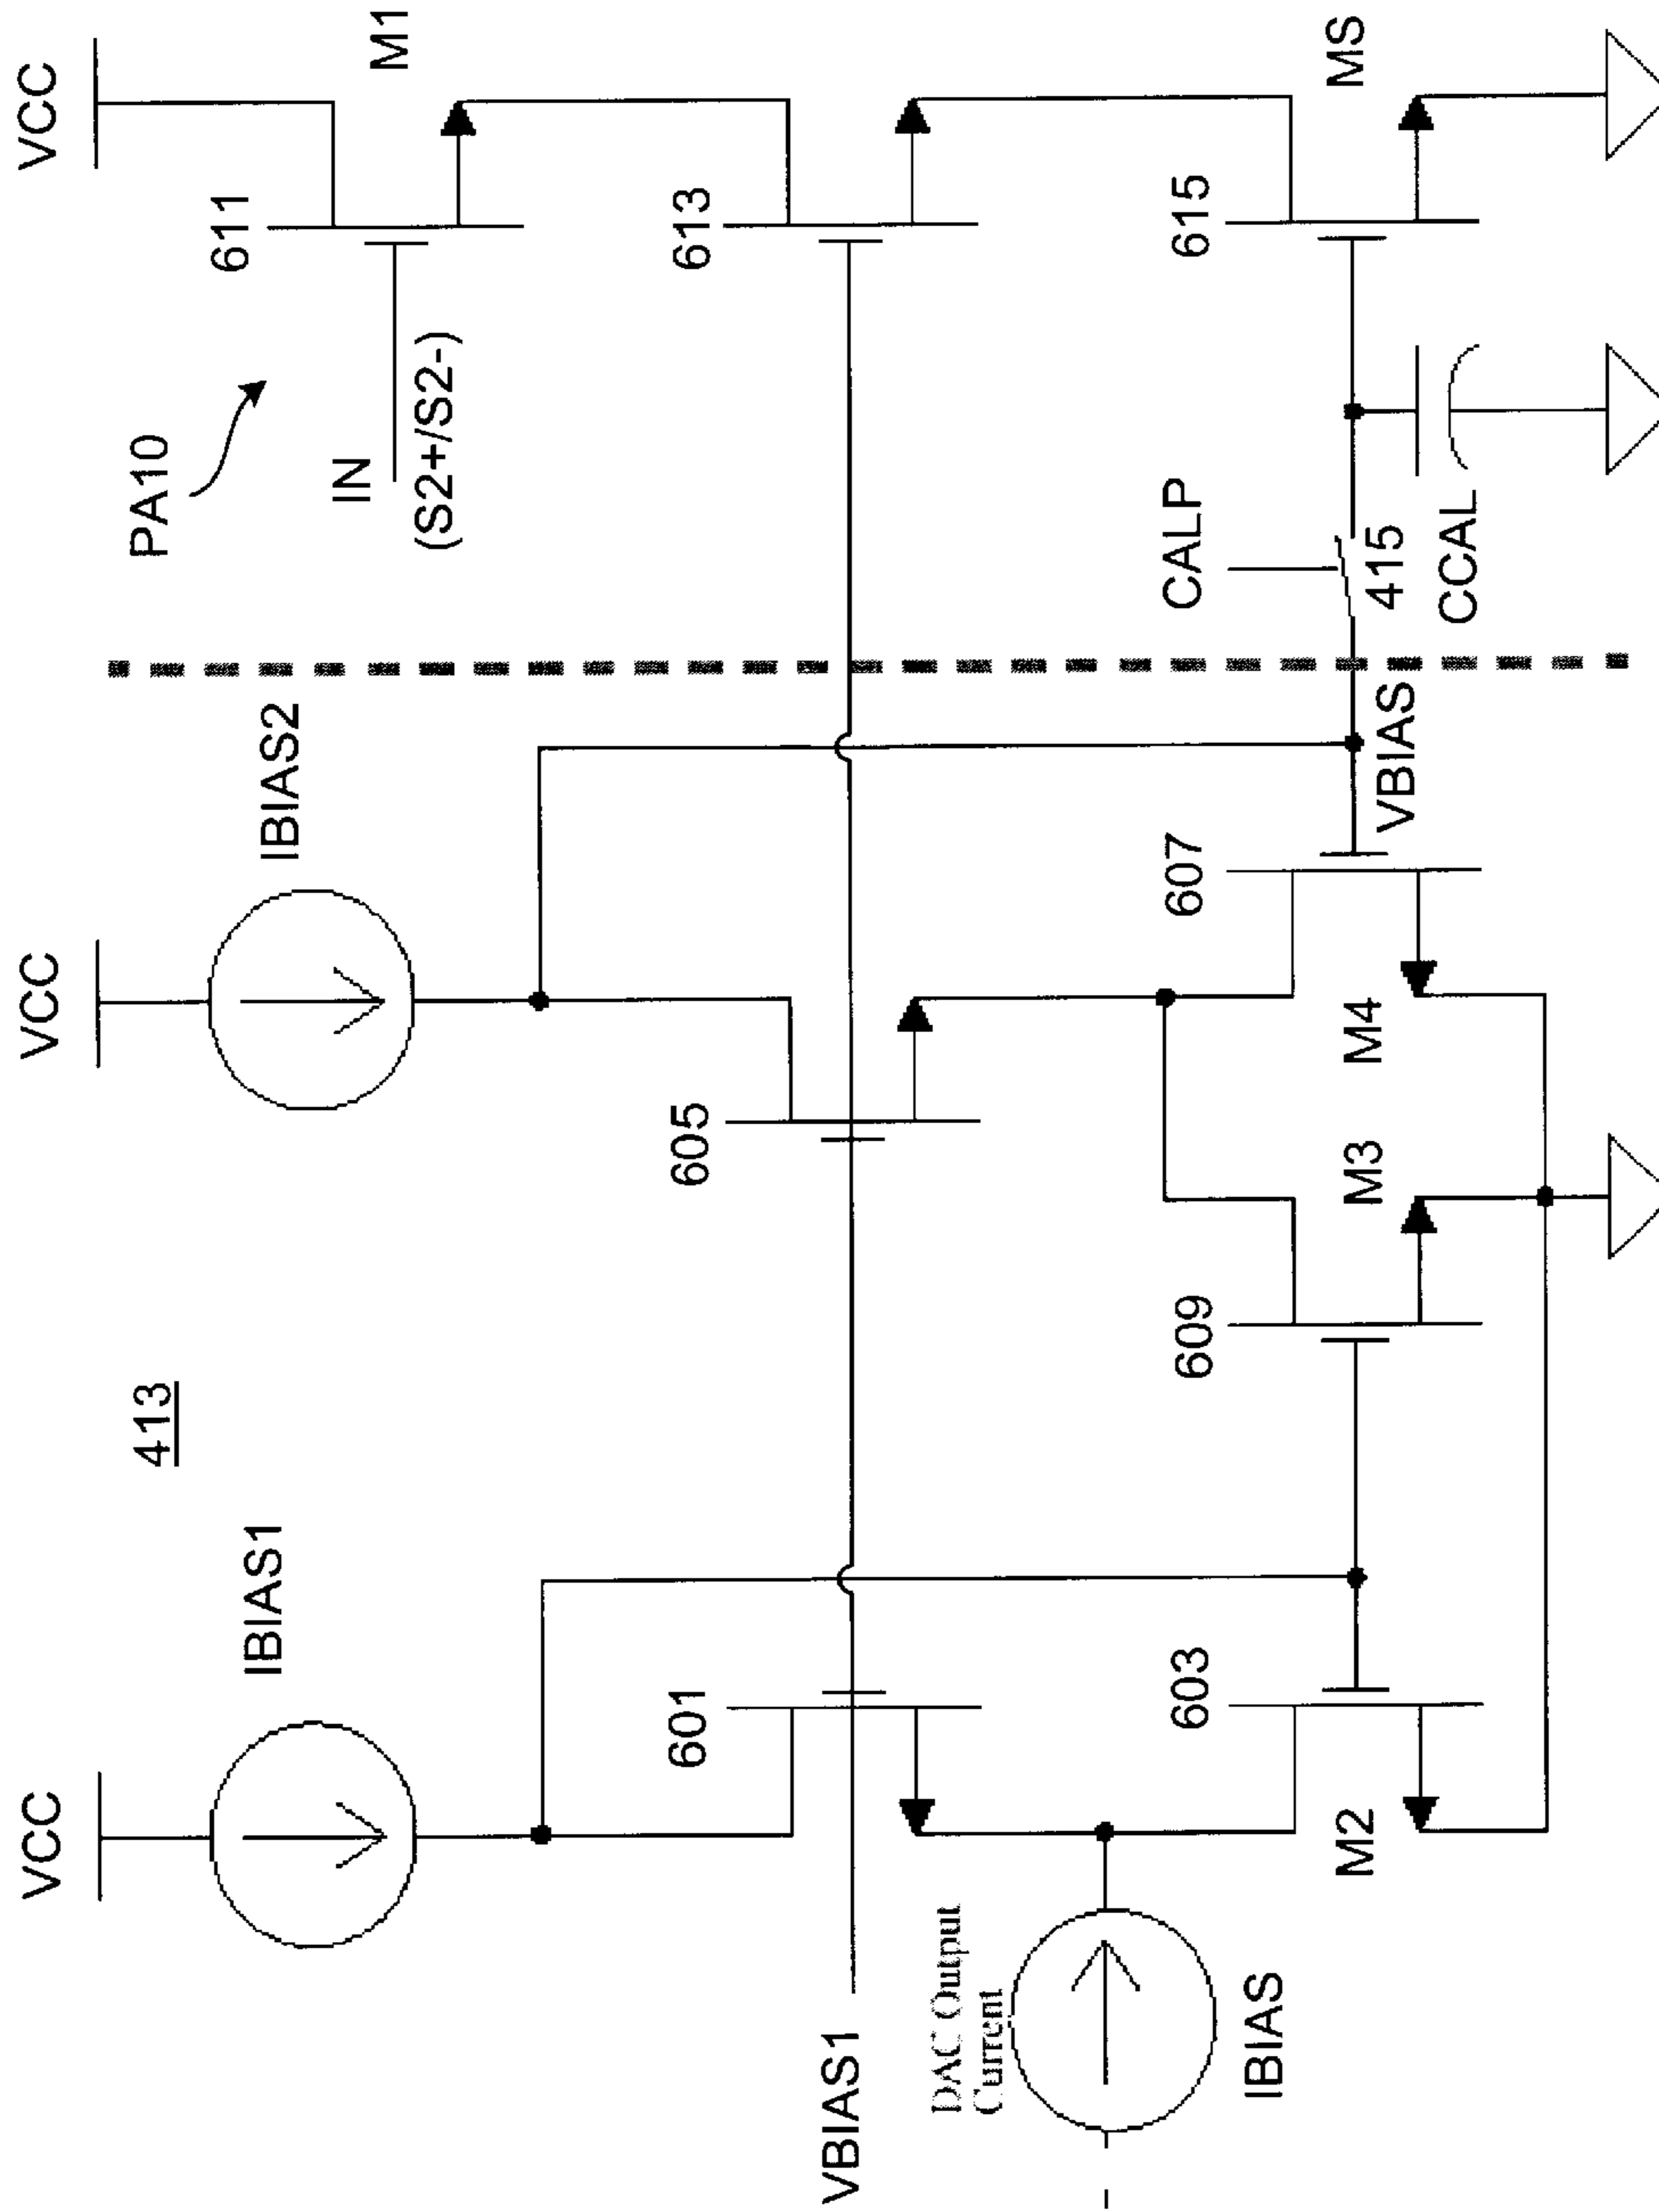 VCC
VCC
VCC
IBIAS1
413
IBIAS2
PA10
611
M1
IN
(S2+/S2-)
601
605
613
VBIAS1
DAC Output
Current
IBIAS
603
M2
609
M3
607
M4
VBIAS
CALP
415
CCAL
615
MS